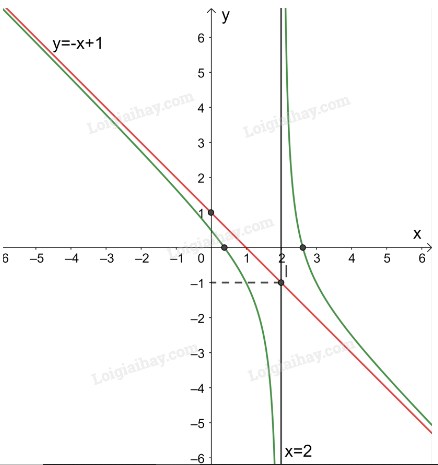 y
y=-x+1
6
5
4
3
2
1
x
6 −5 −4 −3 −2 −1 0 1 2 3 4 5 6
I
−1
−2
−3
−4
−5
−6
x=2
Loigiaihay.com
Loigiaihay.com
Loigiaihay.com
Loigiaihay.com
Loigiaihay.com